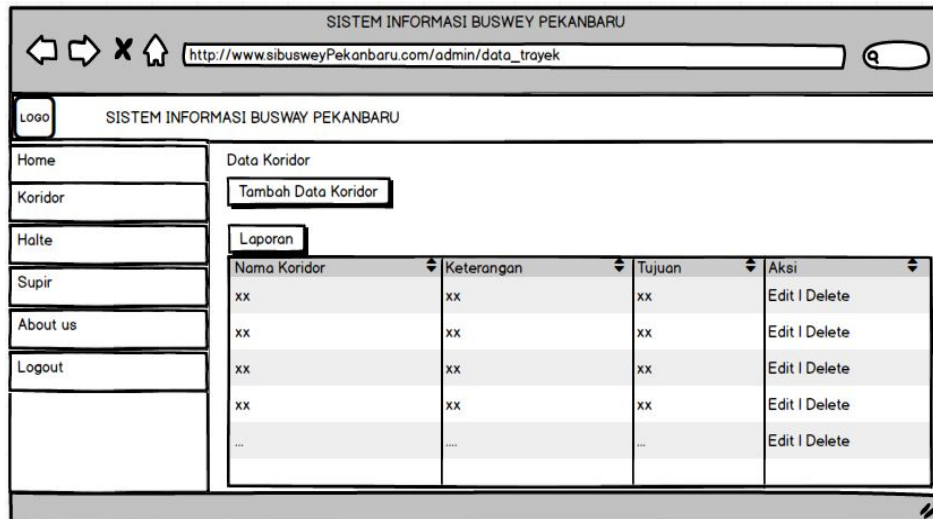 SISTEM INFORMASI BUSWEY PEKANBARU
http://www.sibusweyPekanbaru.com/admin/data_trayek
LOGO SISTEM INFORMASI BUSWAY PEKANBARU
Home
Koridor
Halte
Supir
About us
Logout
Data Koridor
Tambah Data Koridor
Laporan
Nama Koridor Keterangan Tujuan Aksi
xx xx xx Edit | Delete
xx xx xx Edit | Delete
xx xx xx Edit | Delete
xx xx xx Edit | Delete
... .... ... Edit | Delete